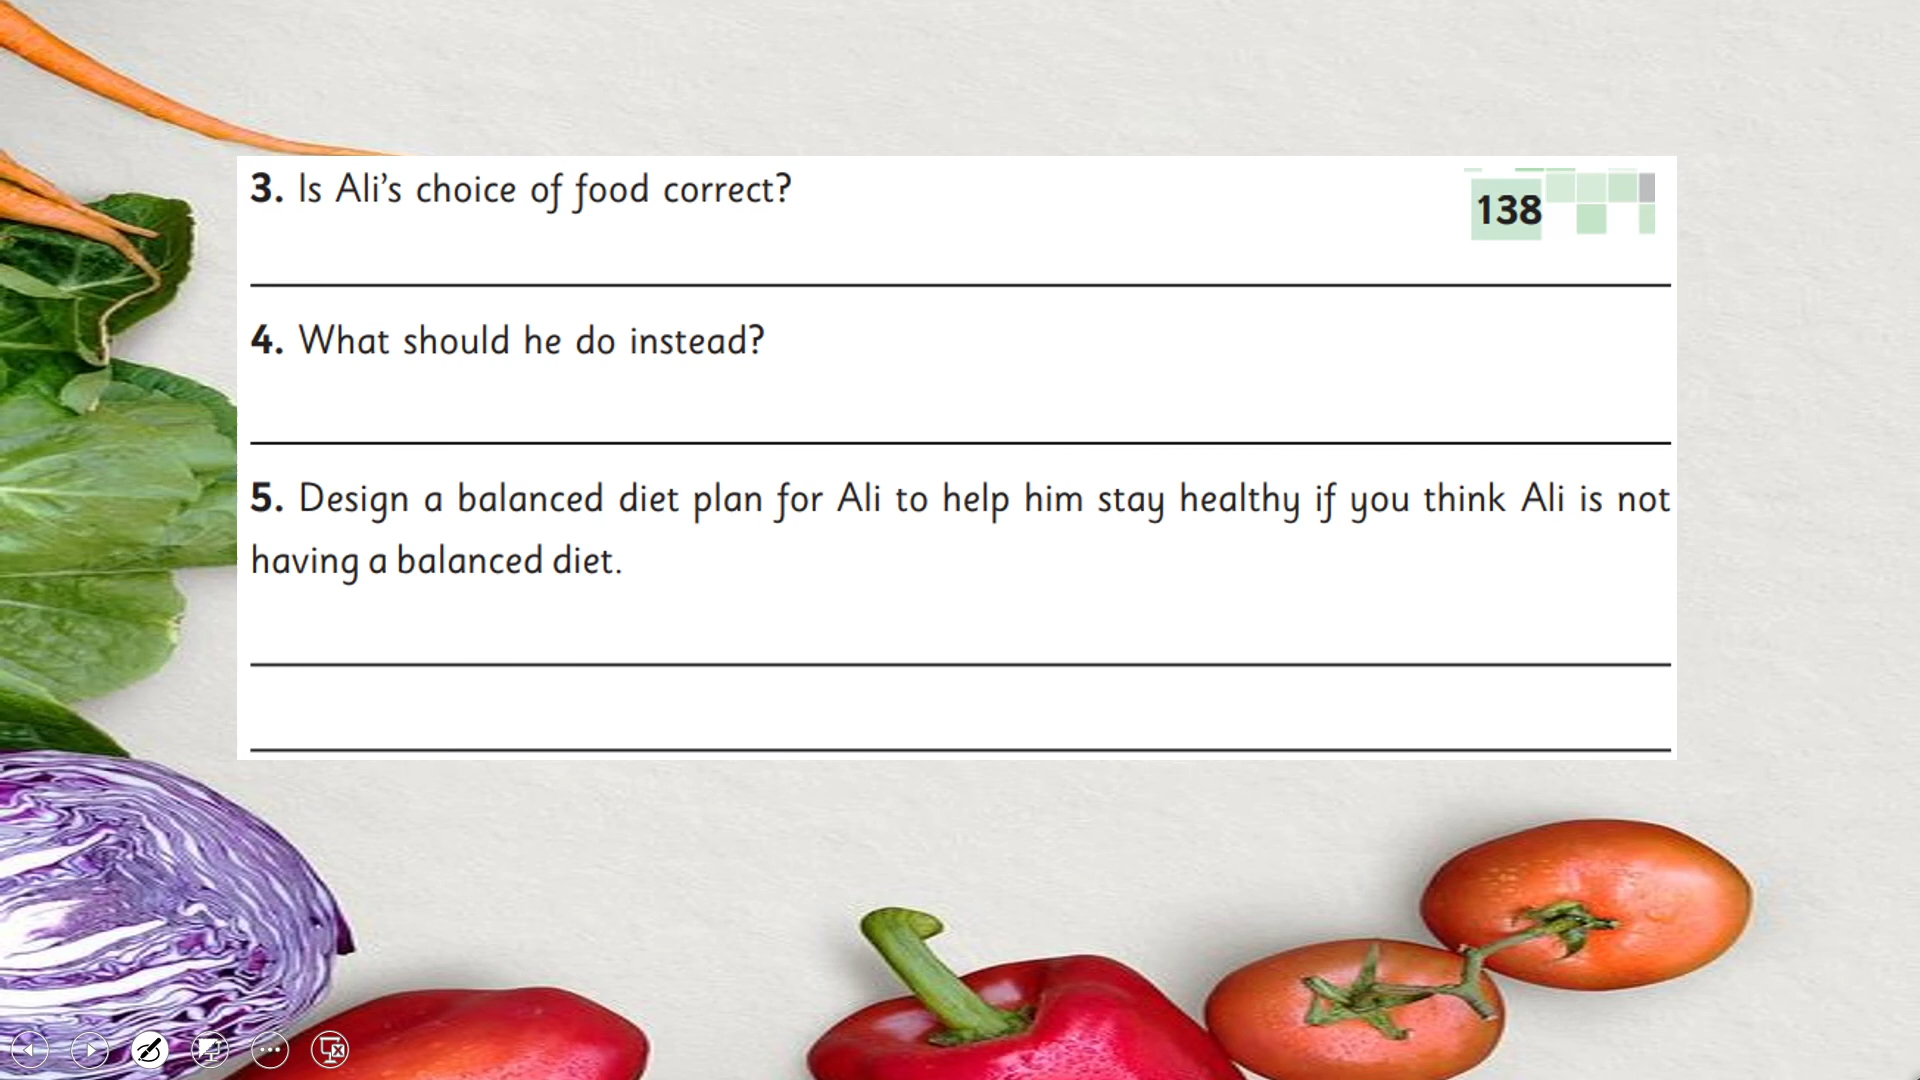 3. Is Ali’s choice of food correct?
138
4. What should he do instead?
5. Design a balanced diet plan for Ali to help him stay healthy if you think Ali is not
having a balanced diet.